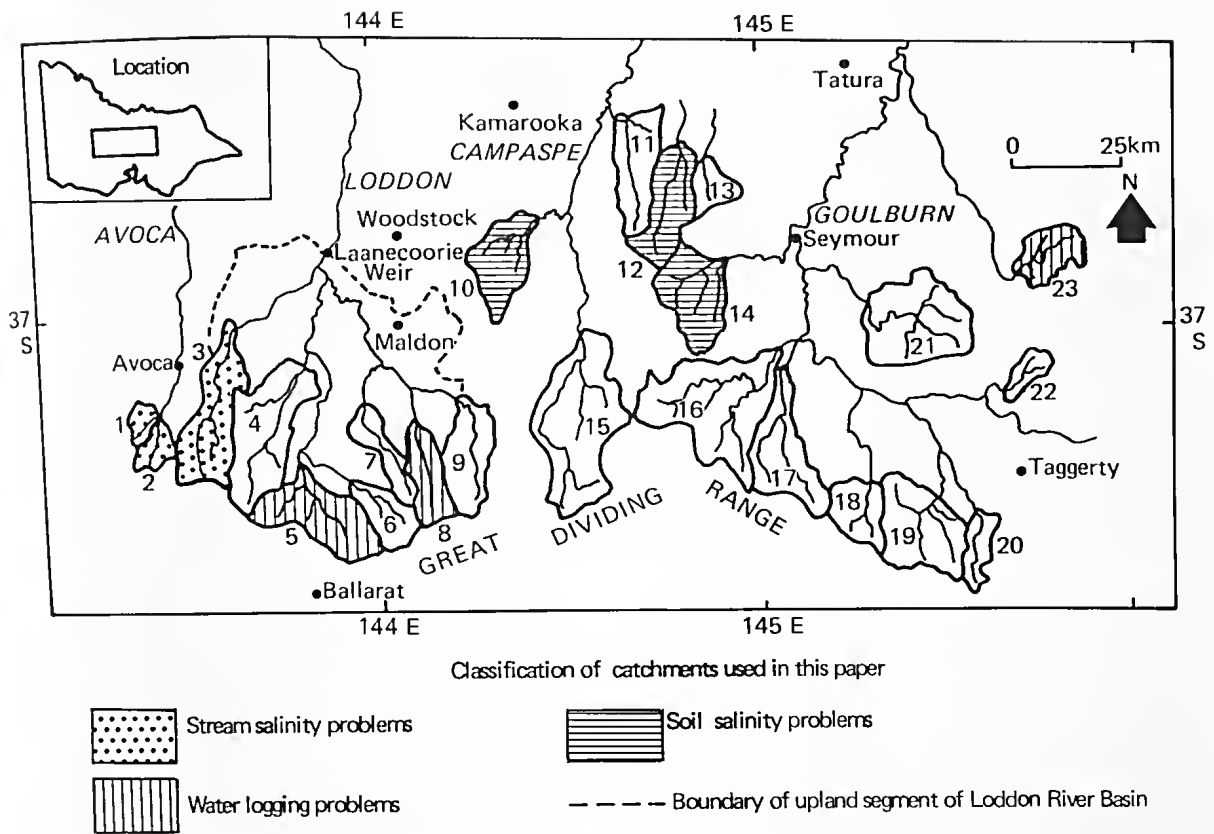 144 E
145 E
Location
Tatura
Kamarooka
CAMPASPE
11
0 25km
N
13
LODDON
Woodstock
AVOCA
Laanecoorie
Weir
GOULBURN
Seymour
12
10
23
14
37
S
37
S
Maldon
21
3
Avoca
22
1
4
16
15
2
7
9
17
Taggerty
18
19
5
6
8
20
GREAT
DIVIDING
RANGE
Ballarat
144 E
145 E
Classification of catchments used in this paper
Stream salinity problems
Soil salinity problems
Water logging problems
Boundary of upland segment of Loddon River Basin